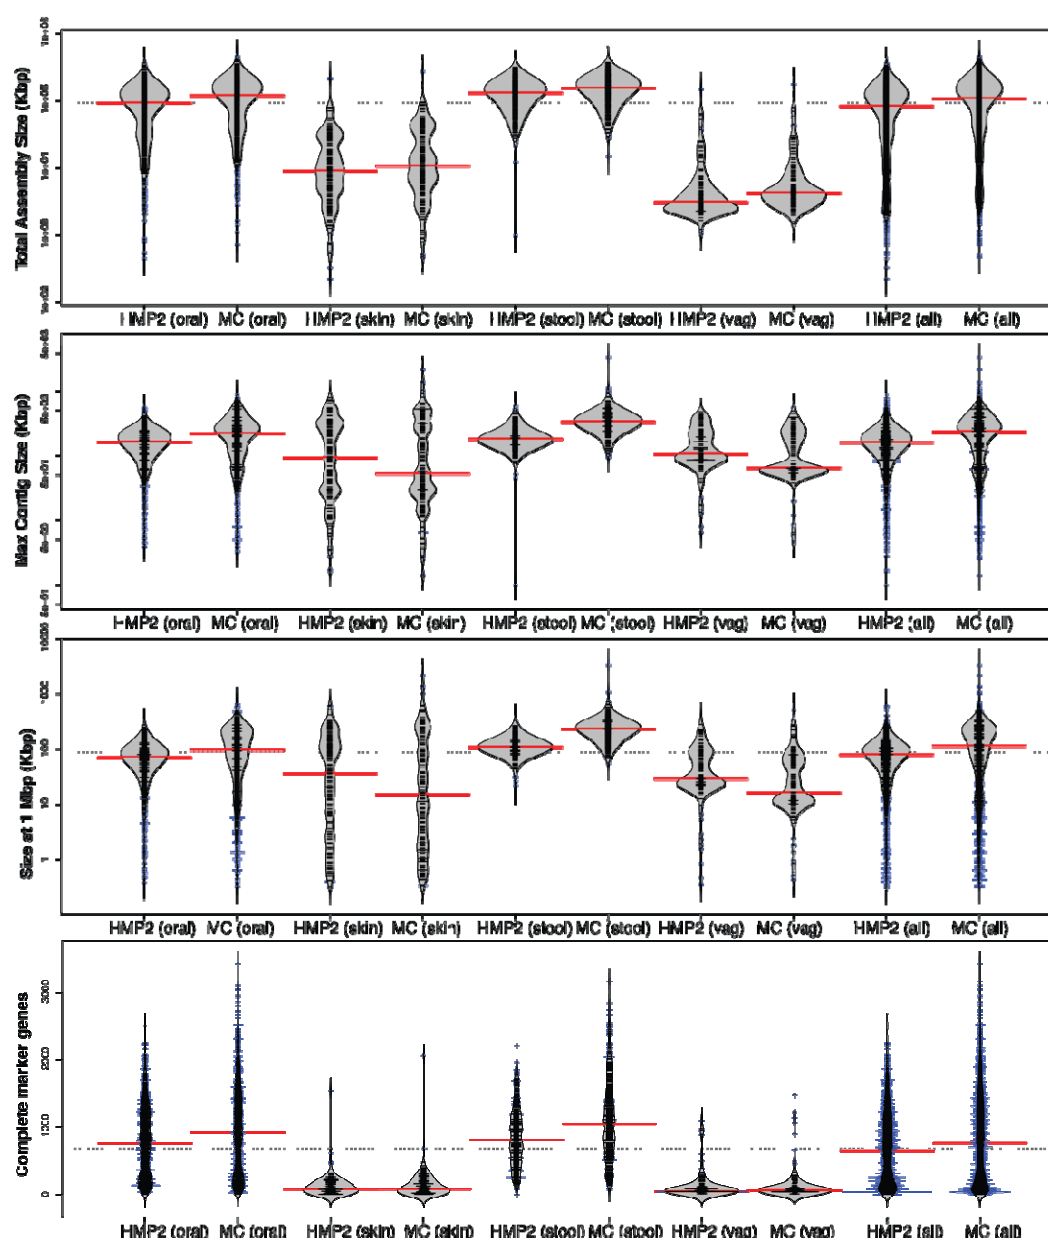 Total Assembly Size (Kbp)
HMP2 (oral) MC (oral) HMP2 (skin) MC (skin) HMP2 (stool) MC (stool) HMP2 (vag) MC (vag) HMP2 (all) MC (all)
Max Contig Size (Kbp)
5e+01
5e-01
HMP2 (oral) MC (oral) HMP2 (skin) MC (skin) HMP2 (stool) MC (stool) HMP2 (vag) MC (vag) HMP2 (all) MC (all)
Size at 1 Mbp (Kbp)
100
10
1
HMP2 (oral) MC (oral) HMP2 (skin) MC (skin) HMP2 (stool) MC (stool) HMP2 (vag) MC (vag) HMP2 (all) MC (all)
Complete marker genes
3000
2000
1000
0
HMP2 (oral) MC (oral) HMP2 (skin) MC (skin) HMP2 (stool) MC (stool) HMP2 (vag) MC (vag) HMP2 (all) MC (all)